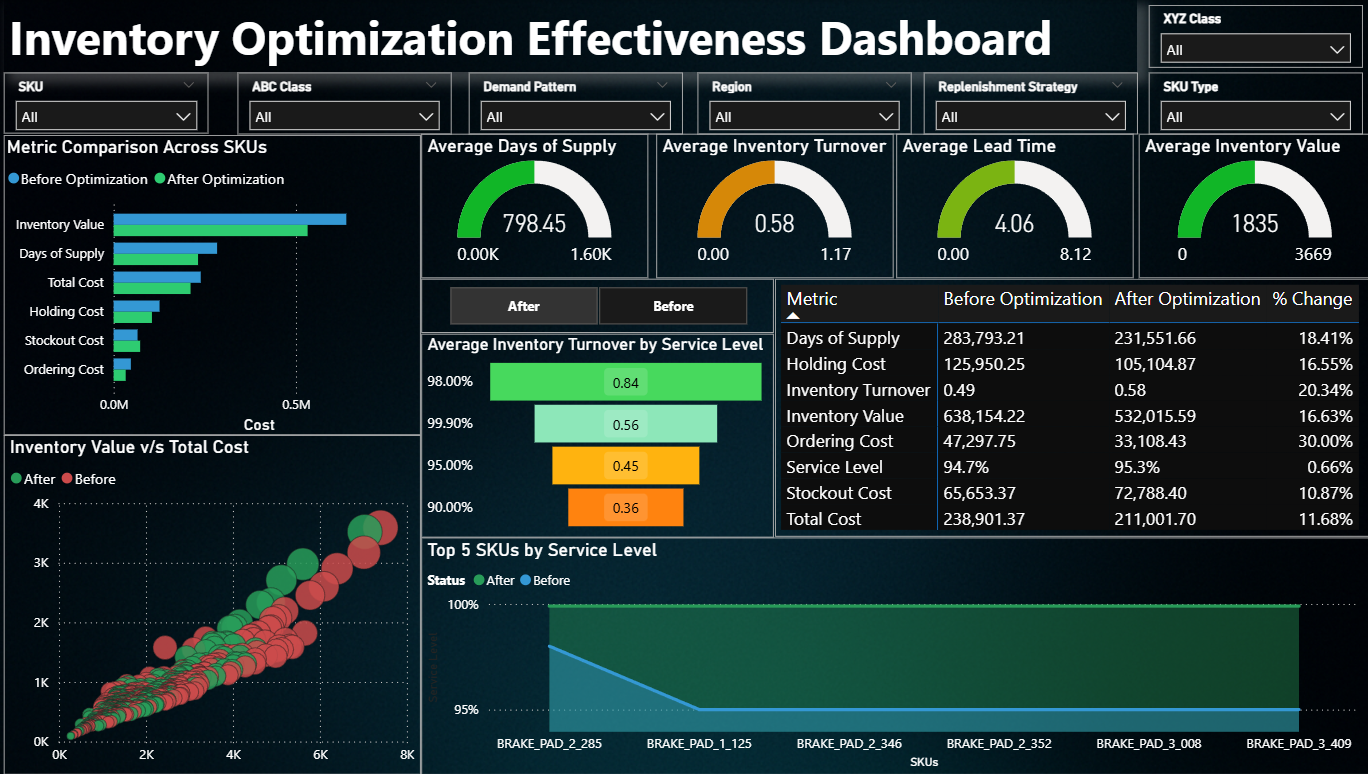 Inventory Optimization Effectiveness Dashboard
XYZ Class
All
SKU
All
ABC Class
All
Demand Pattern
All
Region
All
Replenishment Strategy
All
SKU Type
All
Metric Comparison Across SKUs
Before Optimization After Optimization
Inventory Value
Days of Supply
Total Cost
Holding Cost
Stockout Cost
Ordering Cost
0.0M 0.5M
Cost
Average Days of Supply
798.45
0.00K 1.60K
Average Inventory Turnover
0.58
0.00 1.17
Average Lead Time
4.06
0.00 8.12
Average Inventory Value
1835
0 3669
After Before
Average Inventory Turnover by Service Level
98.00% 0.84
99.90% 0.56
95.00% 0.45
90.00% 0.36
Metric Before Optimization After Optimization % Change
Days of Supply 283,793.21 231,551.66 18.41%
Holding Cost 125,950.25 105,104.87 16.55%
Inventory Turnover 0.49 0.58 20.34%
Inventory Value 638,154.22 532,015.59 16.63%
Ordering Cost 47,297.75 33,108.43 30.00%
Service Level 94.7% 95.3% 0.66%
Stockout Cost 65,653.37 72,788.40 10.87%
Total Cost 238,901.37 211,001.70 11.68%
Inventory Value v/s Total Cost
After Before
4K
3K
2K
1K
0K
0K 2K 4K 6K 8K
Top 5 SKUs by Service Level
Status After Before
100%
Service Level
95%
BRAKE_PAD_2_285 BRAKE_PAD_1_125 BRAKE_PAD_2_346 BRAKE_PAD_2_352 BRAKE_PAD_3_008 BRAKE_PAD_3_409
SKUs